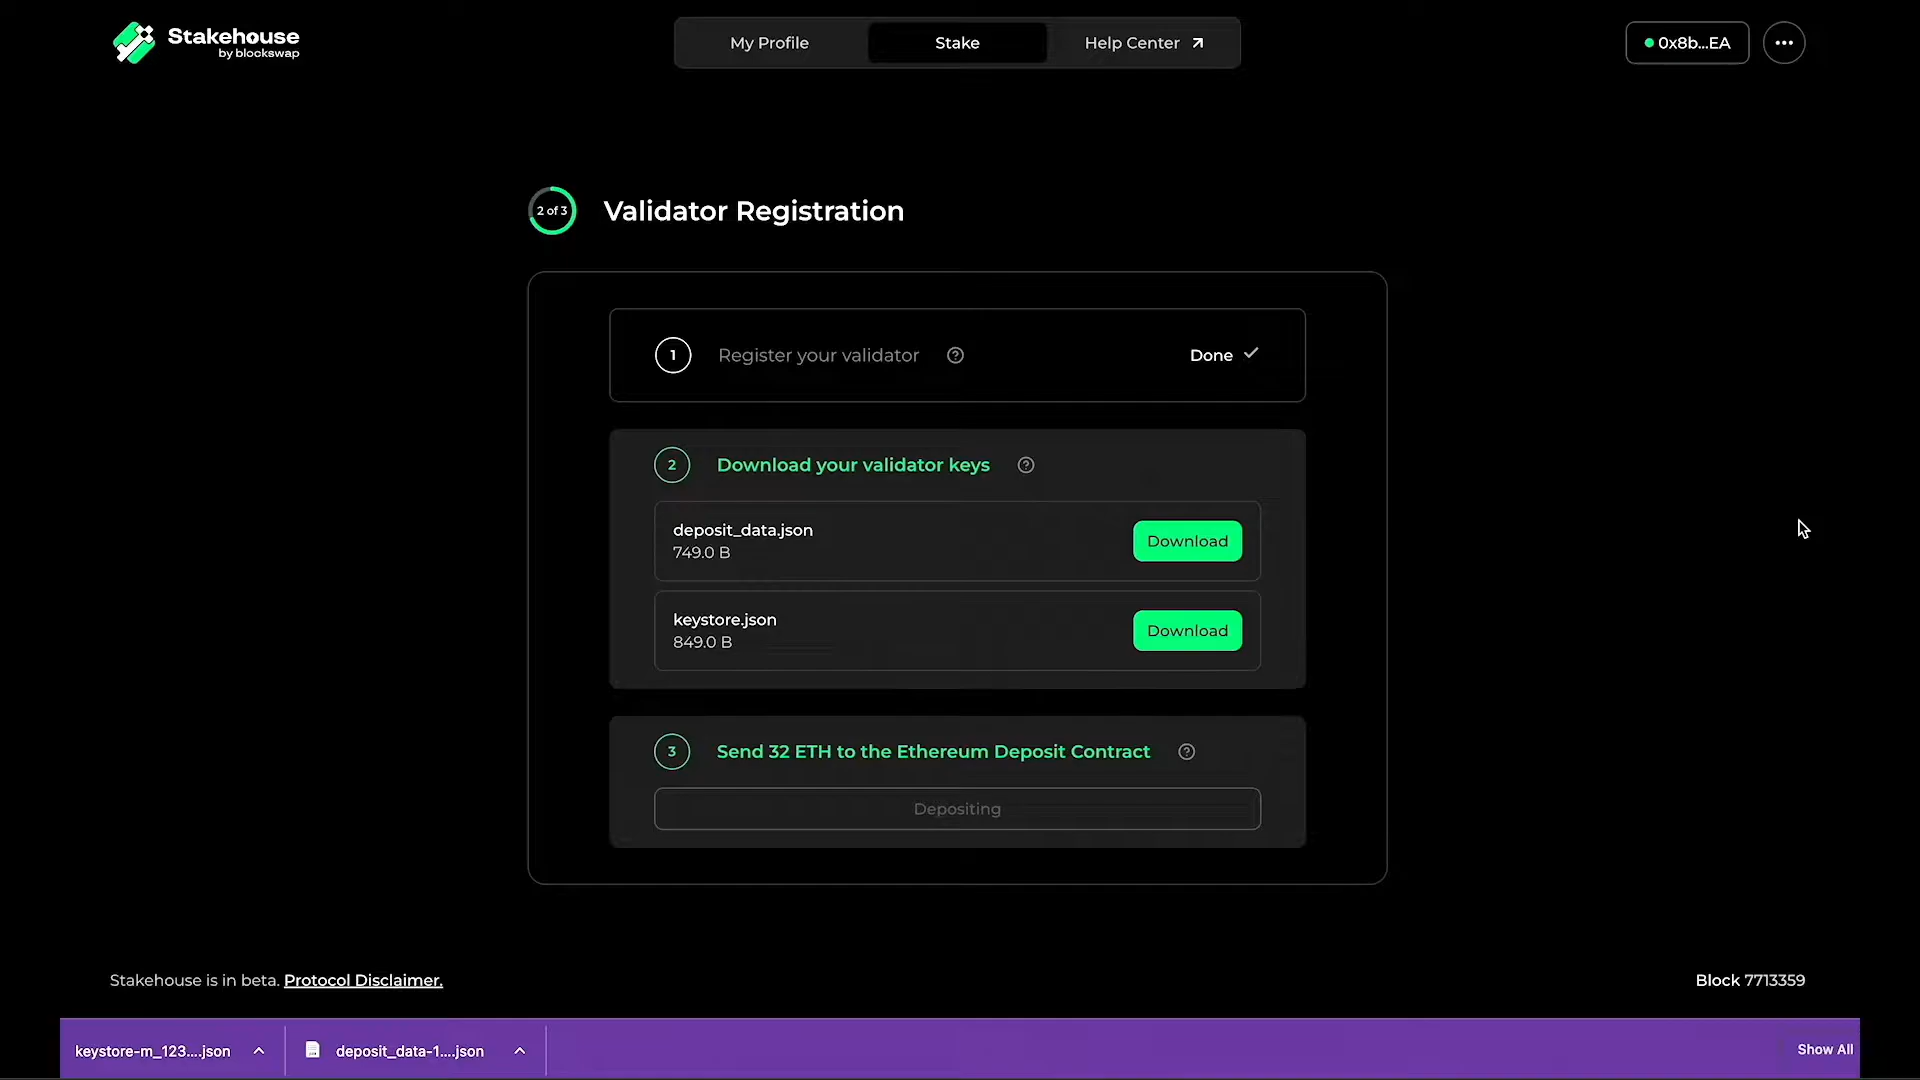 Stakehouse
by blockswap
My Profile
Stake
Help Center
0x8b...EA
2 of 3
Validator Registration
1
Register your validator
Done
2
Download your validator keys
deposit_data.json
749.0 B
Download
keystore.json
849.0 B
Download
3
Send 32 ETH to the Ethereum Deposit Contract
Depositing
Stakehouse is in beta. Protocol Disclaimer.
Block 7713359
keystore-m_123....json
deposit_data-1....json
Show All